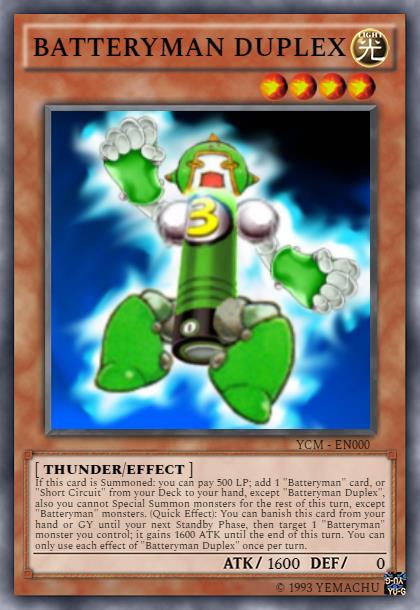 BATTERYMAN DUPLEX
LIGHT
光
3
0
YCM - EN000
[ THUNDER/EFFECT ]
If this card is Summoned: you can pay 500 LP; add 1 "Batteryman" card, or
"Short Circuit" from your Deck to your hand, except "Batteryman Duplex",
also you cannot Special Summon monsters for the rest of this turn, except
"Batteryman" monsters. (Quick Effect): You can banish this card from your
hand or GY until your next Standby Phase, then target 1 "Batteryman"
monster you control; it gains 1600 ATK until the end of this turn. You can
only use each effect of "Batteryman Duplex" once per turn.
ATK/ 1600 DEF/ 0
© 1993 YEMACHU